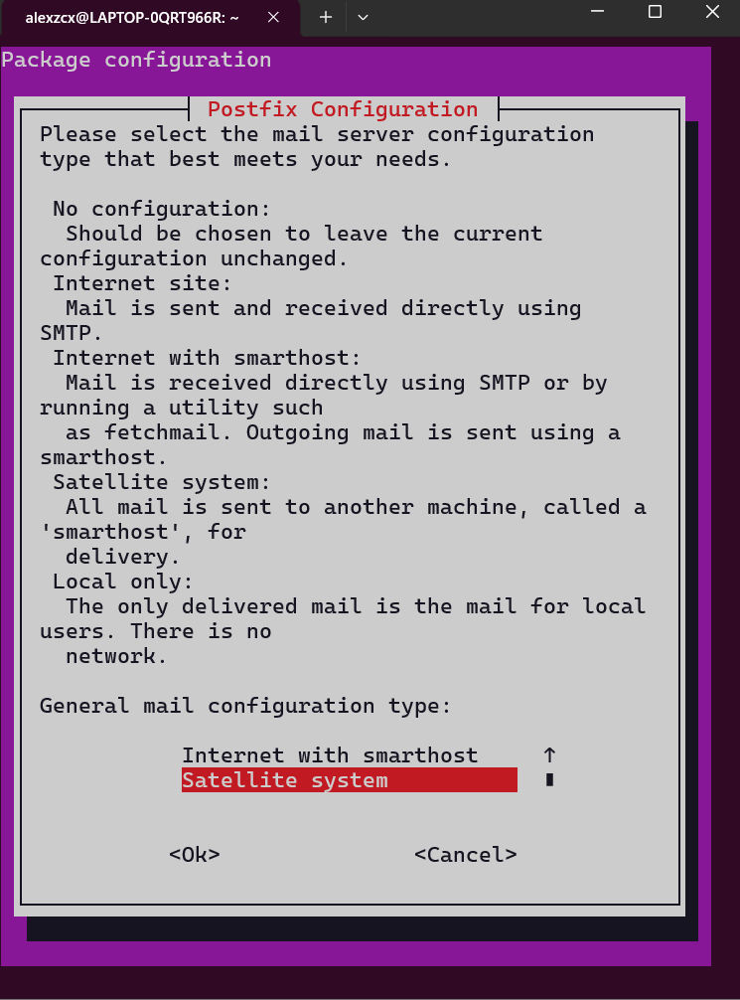 alexzcx@LAPTOP-0QRT966R: ~
Package configuration
Postfix Configuration
Please select the mail server configuration
type that best meets your needs.
No configuration:
Should be chosen to leave the current
configuration unchanged.
Internet site:
Mail is sent and received directly using
SMTP.
Internet with smarthost:
Mail is received directly using SMTP or by
running a utility such
as fetchmail. Outgoing mail is sent using a
smarthost.
Satellite system:
All mail is sent to another machine, called a
'smarthost', for
delivery.
Local only:
The only delivered mail is the mail for local
users. There is no
network.
General mail configuration type:
Internet with smarthost ↑
Satellite system
<Ok> <Cancel>